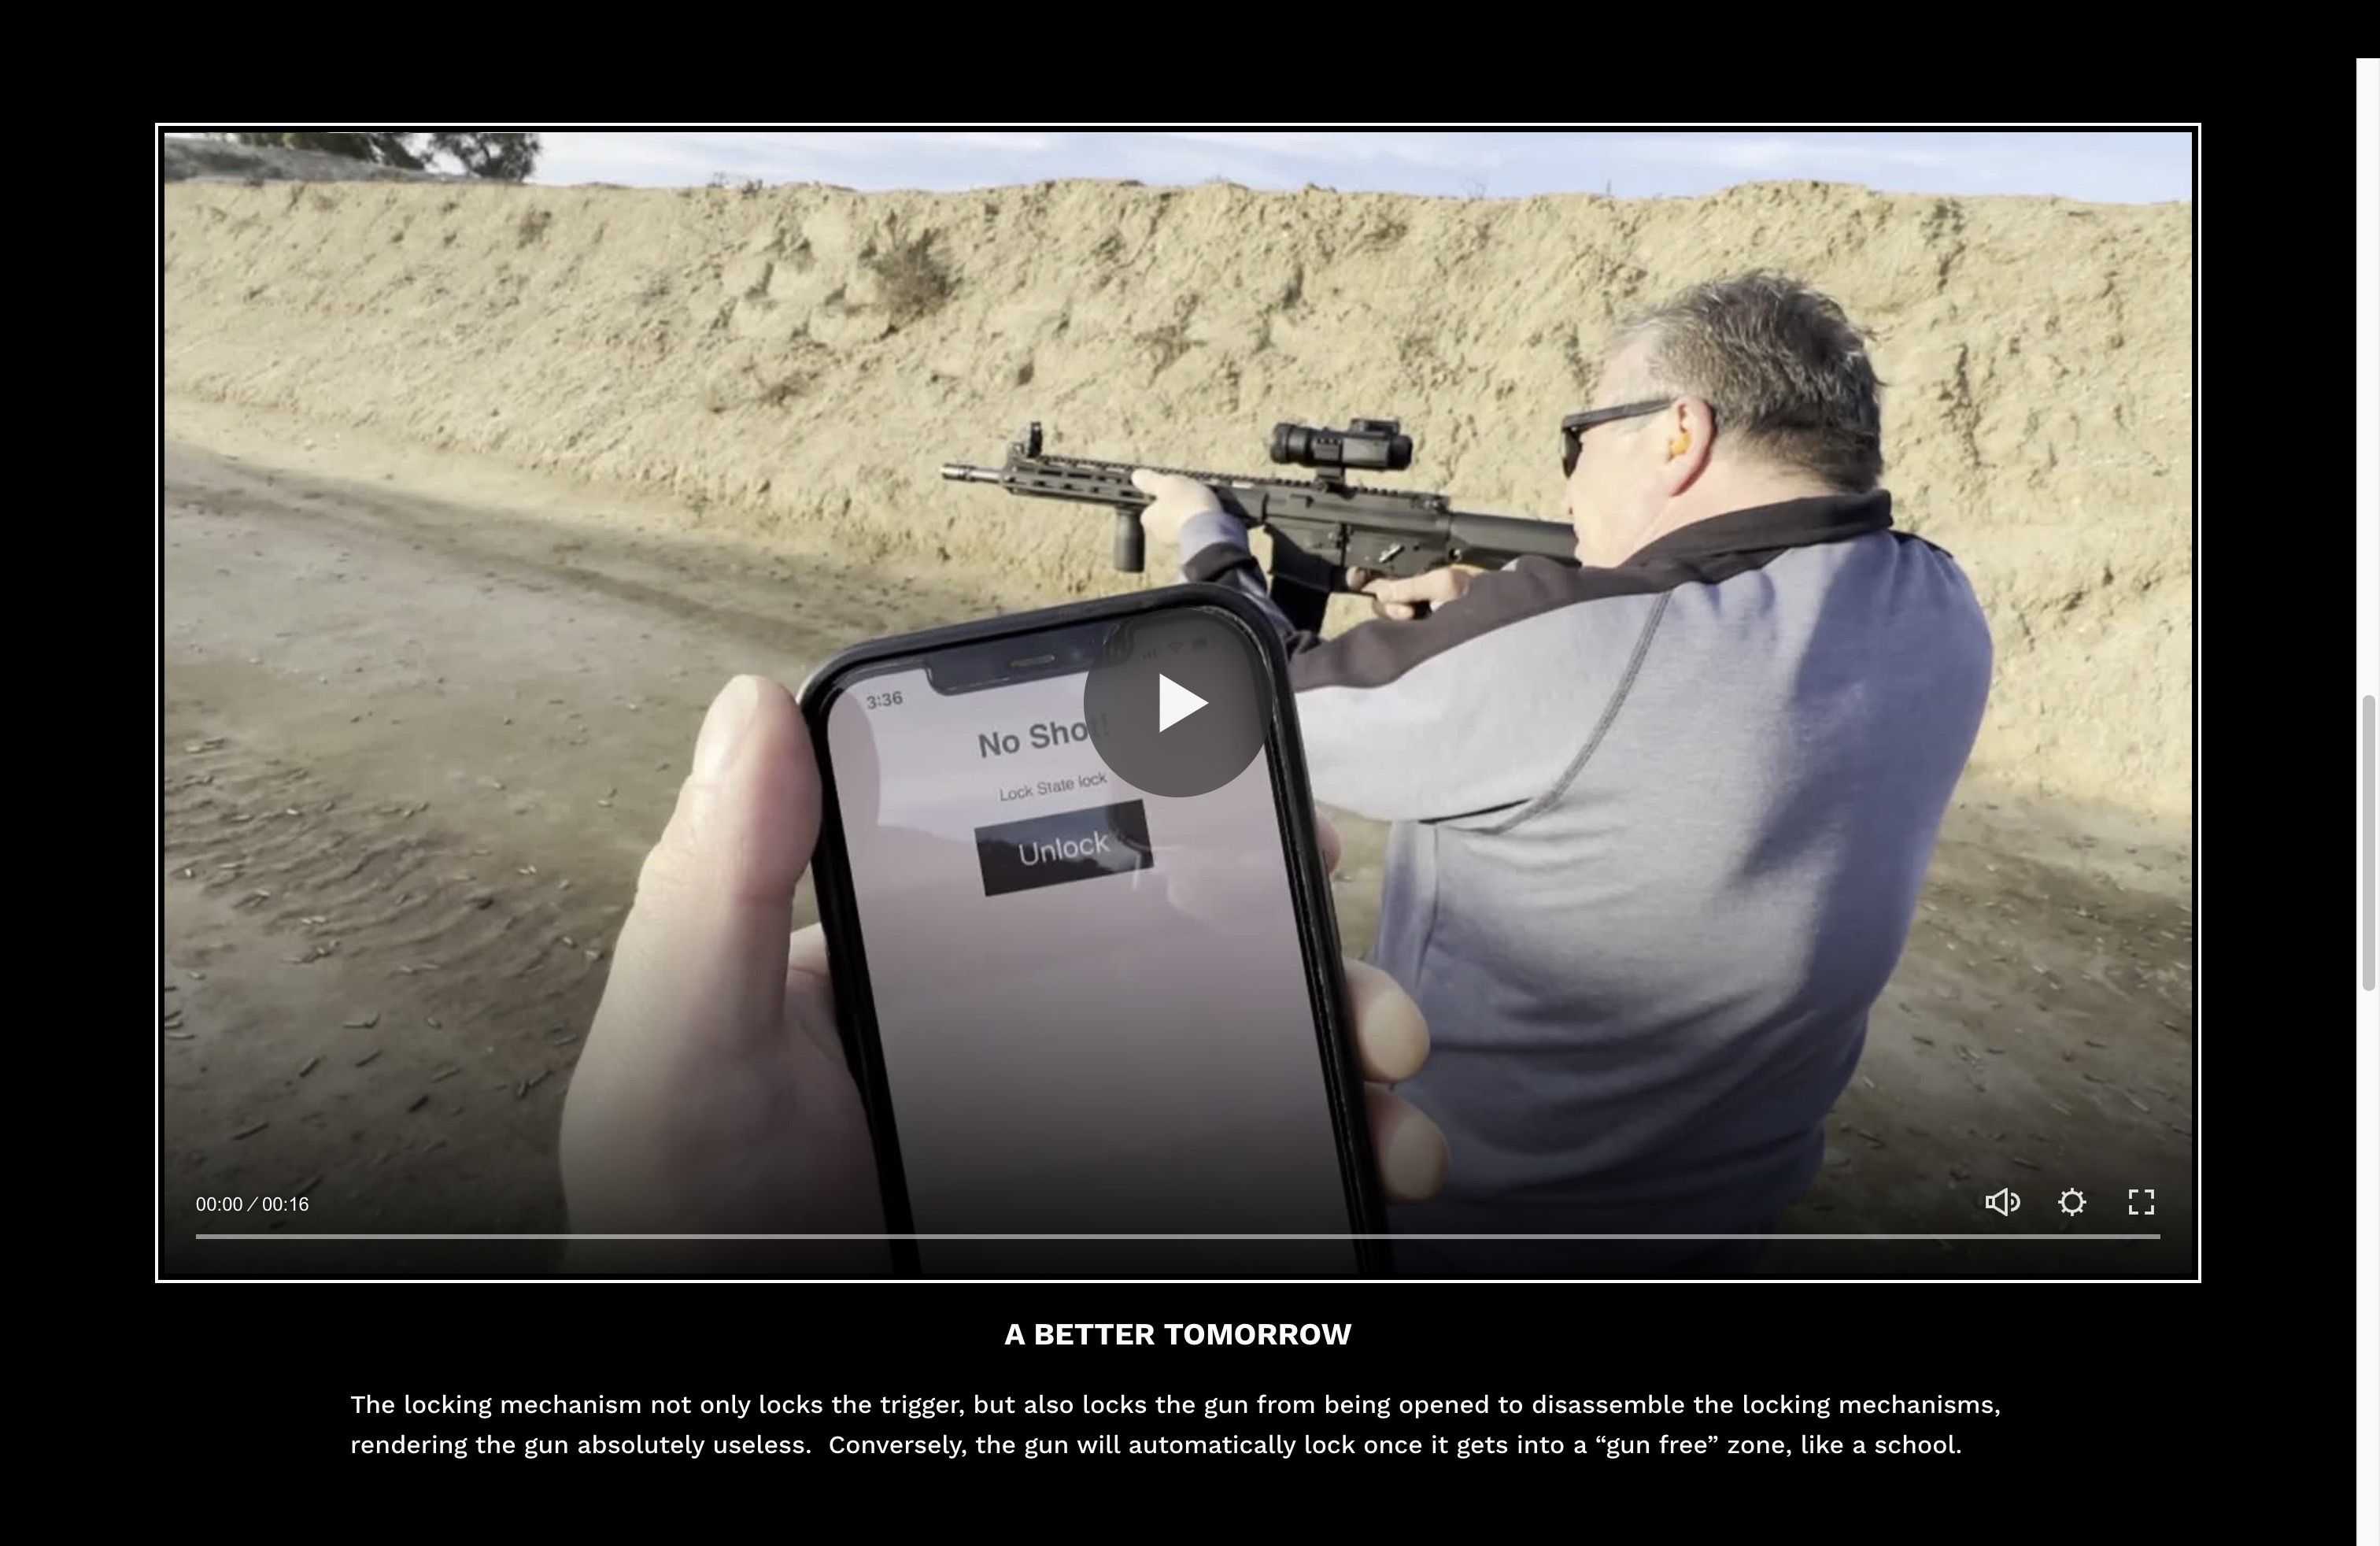 3:36
No Shot!
Lock State lock
Unlock
00:00 / 00:16
A BETTER TOMORROW
The locking mechanism not only locks the trigger, but also locks the gun from being opened to disassemble the locking mechanisms,
rendering the gun absolutely useless.  Conversely, the gun will automatically lock once it gets into a “gun free” zone, like a school.